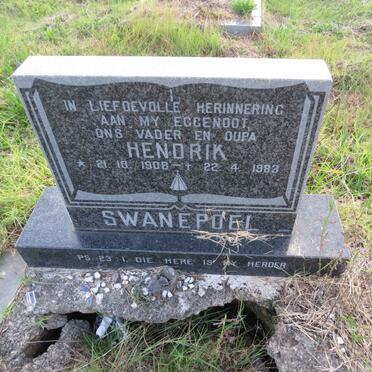 IN LIEFDEVOLLE HERINNERING
AAN MY EGGENOOT,
ONS VADER EN OUPA
HENDRIK
* 21. 10. 1908 - † 22. 4. 1983
SWANEPOEL
PS. 23:1. DIE HERE IS MY HERDER